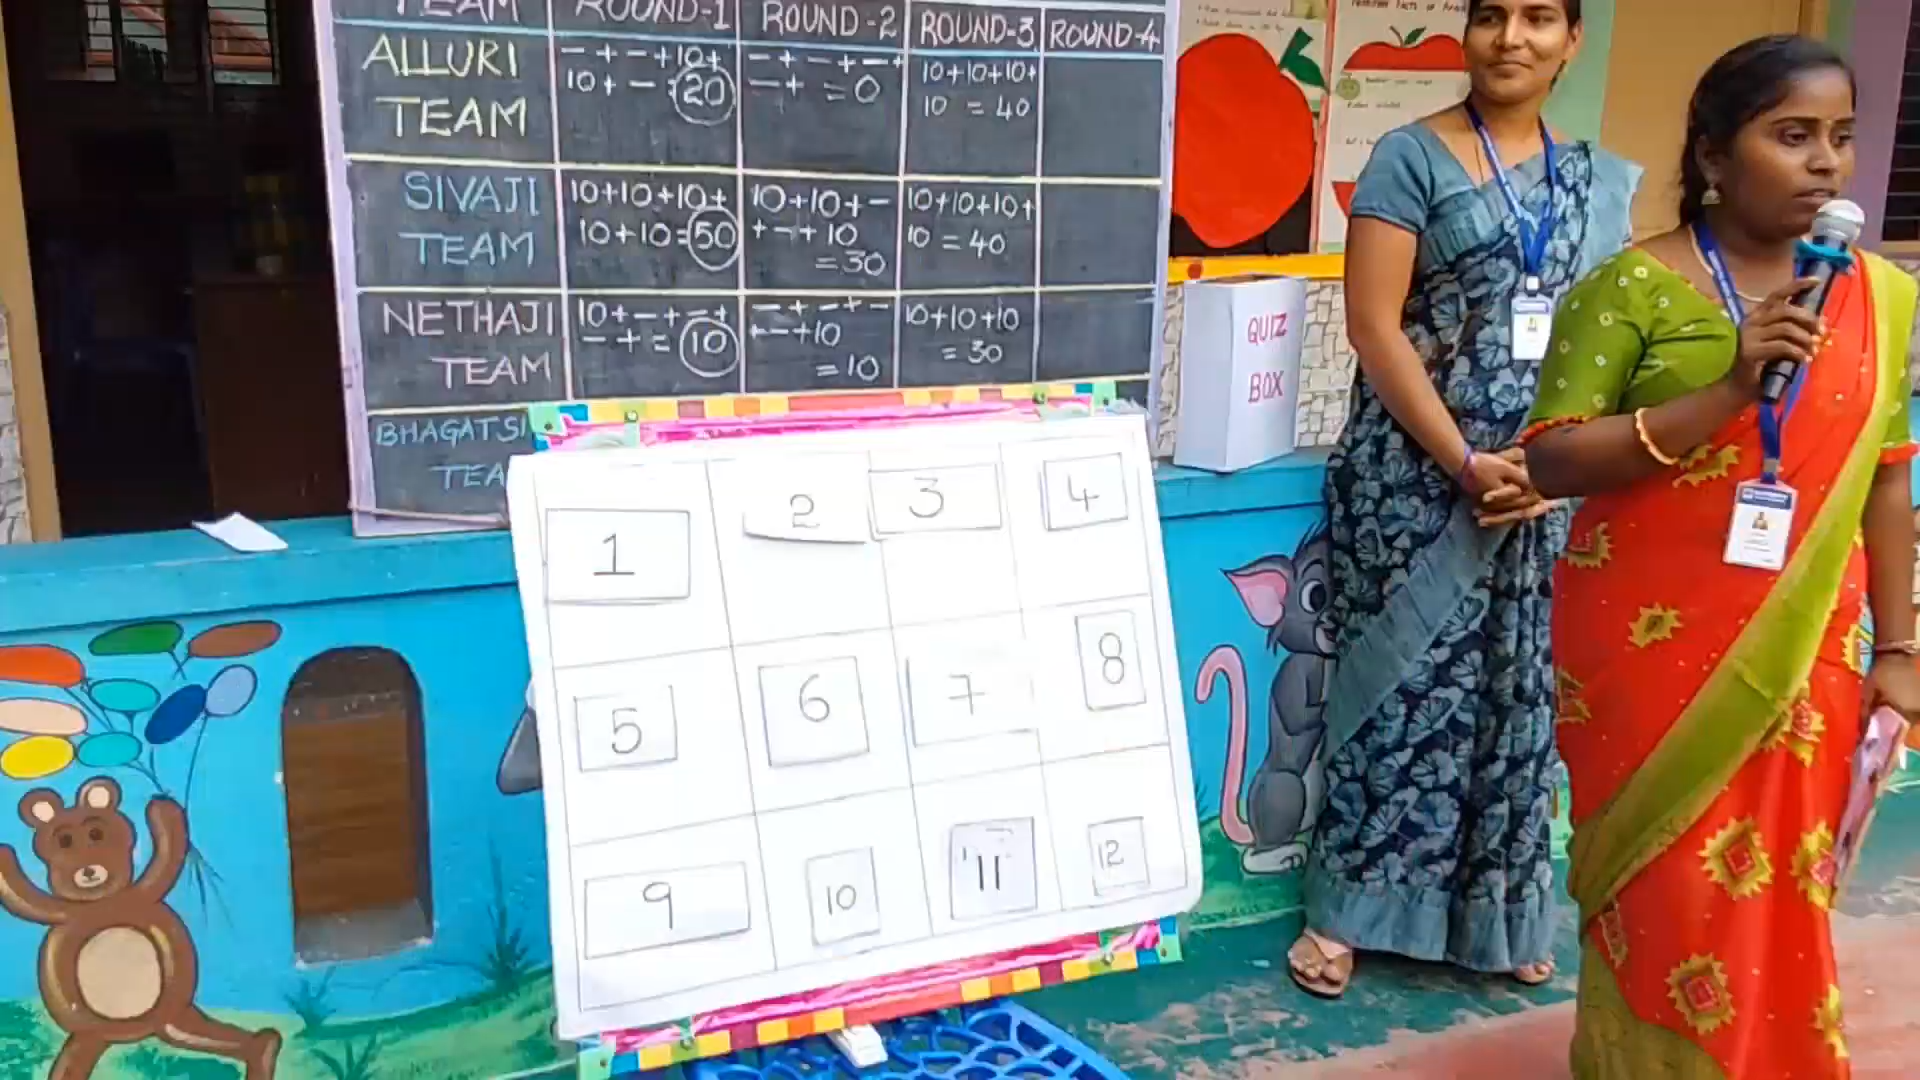 TEAM ROUND-1 ROUND-2 ROUND-3 ROUND-4
ALLURI
TEAM
- + - +10+
10+ - = 20
- + - + - +
- + = 0
10+10+10+
10 = 40
SIVAJI
TEAM
10+10+10+
10+10=50
10+10+ -
+ - + 10
=30
10+10+10+
10 = 40
NETHAJI
TEAM
10+ - + - +
- + = 10
- + - + -
+ - +10
=10
10+10+10
= 30
BHAGATSI
TEA
QUIZ
BOX
1
2
3
4
5
6
7
8
9
10
11
12